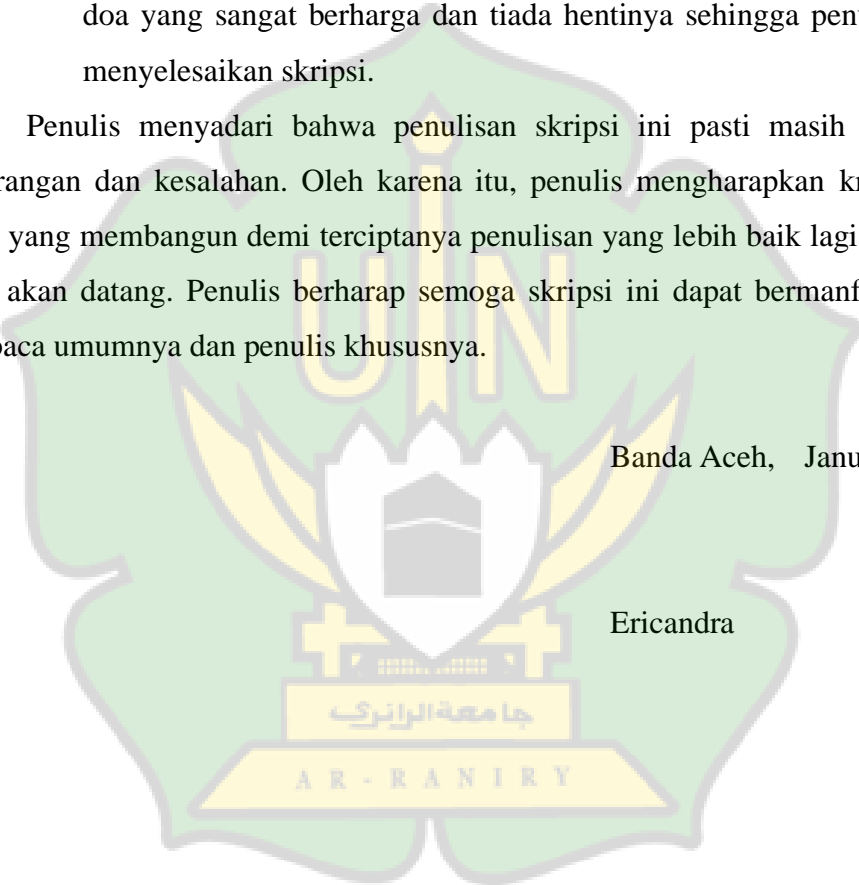 doa yang sangat berharga dan tiada hentinya sehingga pen
menyelesaikan skripsi.
Penulis menyadari bahwa penulisan skripsi ini pasti masih
rangan dan kesalahan. Oleh karena itu, penulis mengharapkan kr
yang membangun demi terciptanya penulisan yang lebih baik lagi
akan datang. Penulis berharap semoga skripsi ini dapat bermanf
baca umumnya dan penulis khususnya.
UIN
Banda Aceh, Janu
Ericandra
جامعة الرانري
AR-RANIRY